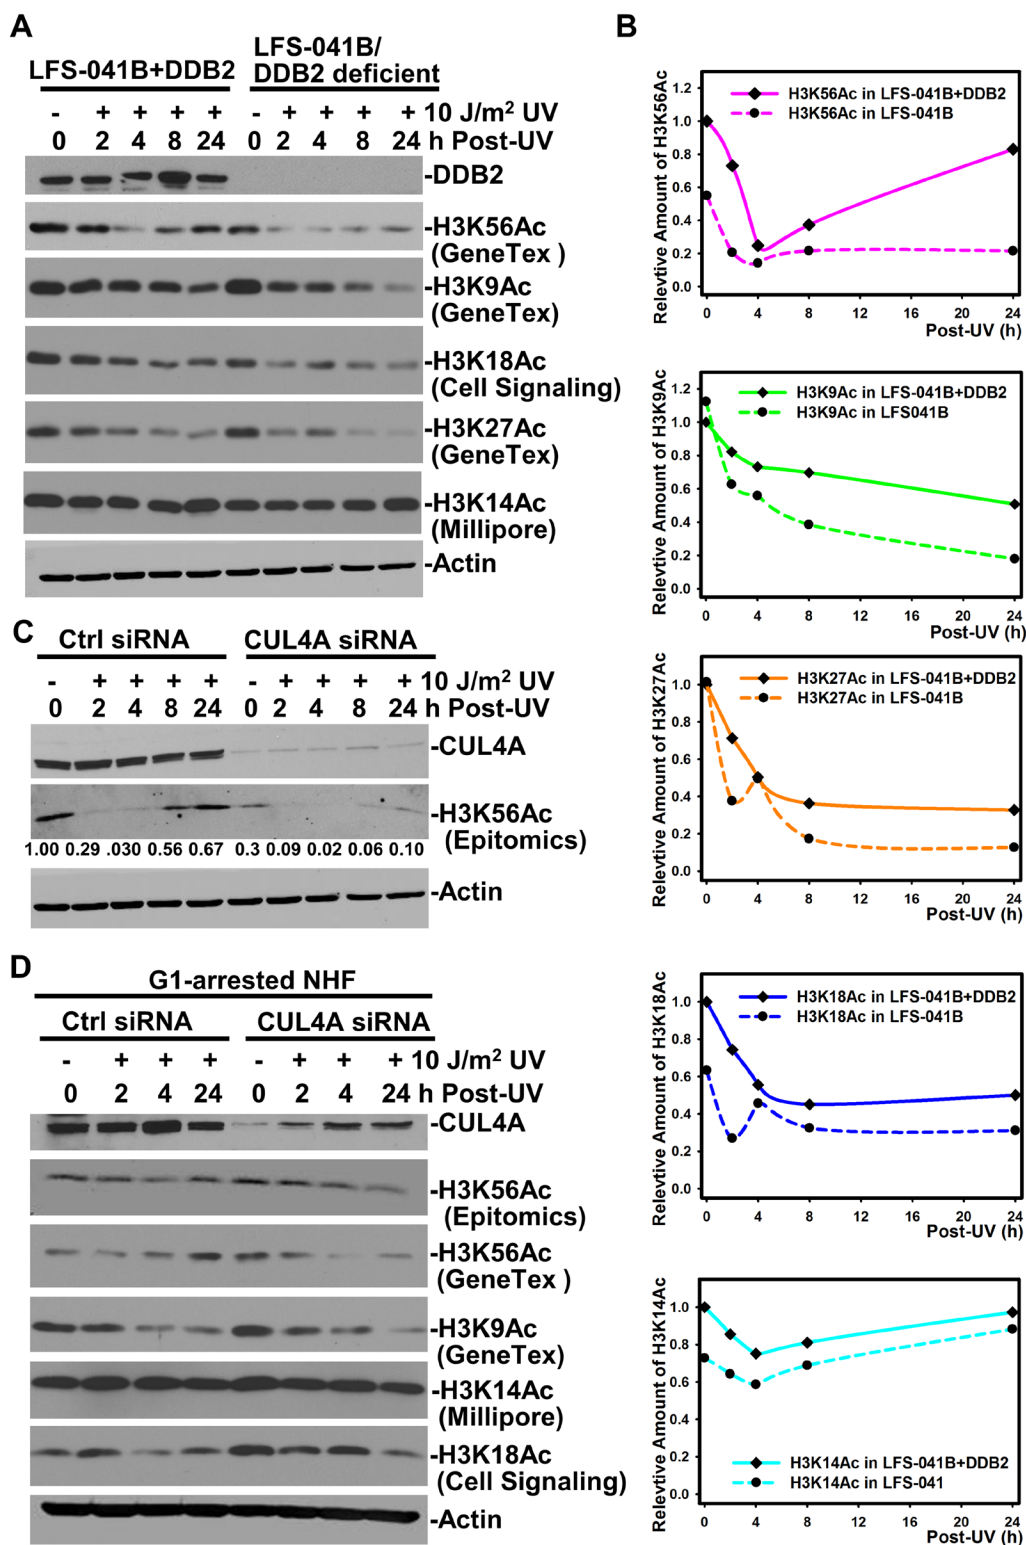 A
LFS-041B+DDB2
LFS-041B/
DDB2 deficient
- + + + + - + + + + 10 J/m2 UV
0 2 4 8 24 0 2 4 8 24 h Post-UV
-DDB2
-H3K56Ac
(GeneTex )
-H3K9Ac
(GeneTex)
-H3K18Ac
(Cell Signaling)
-H3K27Ac
(GeneTex)
-H3K14Ac
(Millipore)
-Actin
C
Ctrl siRNA CUL4A siRNA
- + + + + - + + + + 10 J/m2 UV
0 2 4 8 24 0 2 4 8 24 h Post-UV
-CUL4A
-H3K56Ac
(Epitomics)
1.00 0.29 .030 0.56 0.67 0.3 0.09 0.02 0.06 0.10
-Actin
D
G1-arrested NHF
Ctrl siRNA CUL4A siRNA
- + + + - + + + 10 J/m2 UV
0 2 4 24 0 2 4 24 h Post-UV
-CUL4A
-H3K56Ac
(Epitomics)
-H3K56Ac
(GeneTex )
-H3K9Ac
(GeneTex)
-H3K14Ac
(Millipore)
-H3K18Ac
(Cell Signaling)
-Actin
B
Relevtive Amount of H3K56Ac
1.2
1.0
0.8
0.6
0.4
0.2
0.0
H3K56Ac in LFS-041B+DDB2
H3K56Ac in LFS-041B
0 4 8 12 16 20 24
Post-UV (h)
Relevtive Amount of H3K9Ac
1.2
1.0
0.8
0.6
0.4
0.2
0.0
H3K9Ac in LFS-041B+DDB2
H3K9Ac in LFS041B
0 4 8 12 16 20 24
Post-UV (h)
Relevtive Amount of H3K27Ac
1.0
0.8
0.6
0.4
0.2
0.0
H3K27Ac in LFS-041B+DDB2
H3K27Ac in LFS-041B
0 4 8 12 16 20 24
Post-UV (h)
Relevtive Amount of H3K18Ac
1.0
0.8
0.6
0.4
0.2
0.0
H3K18Ac in LFS-041B+DDB2
H3K18Ac in LFS-041B
0 4 8 12 16 20 24
Post-UV (h)
Relevtive Amount of H3K14Ac
1.0
0.8
0.6
0.4
0.2
0.0
H3K14Ac in LFS-041B+DDB2
H3K14Ac in LFS-041
0 4 8 12 16 20 24
Post-UV (h)